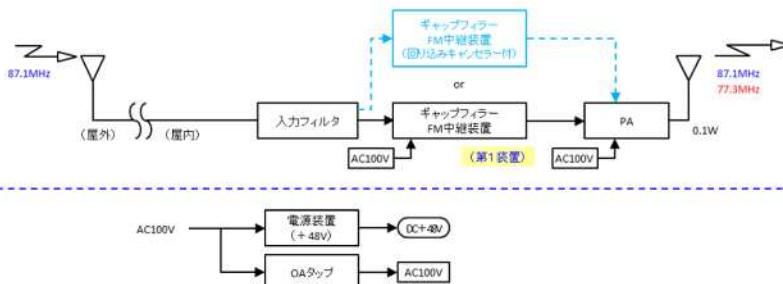 ギャップフィラー
FM中継装置
(回り込みキャンセラー付)
87.1MHz
87.1MHz
77.3MHz
or
(屋外)
(屋内)
入力フィルタ
ギャップフィラー
FM中継装置
PA
0.1W
AC100V
(第1装置)
AC100V
AC100V
電源装置
(+48V)
DC+48V
OAタップ
AC100V